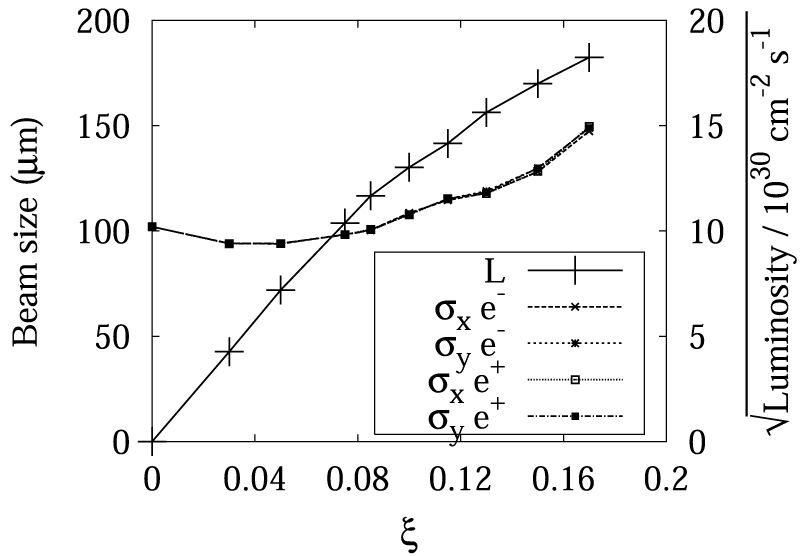 200
150
100
50
0
Beam size (μm)
20
15
10
5
0
√Luminosity / 10³⁰ cm⁻² s⁻¹
L
σx e⁻
σy e⁻
σx e⁺
σy e⁺
0 0.04 0.08 0.12 0.16 0.2
ξ